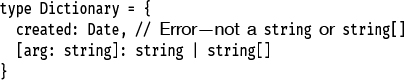 type Dictionary = {
  created: Date, // Error—not a string or string[]
  [arg: string]: string | string[]
}